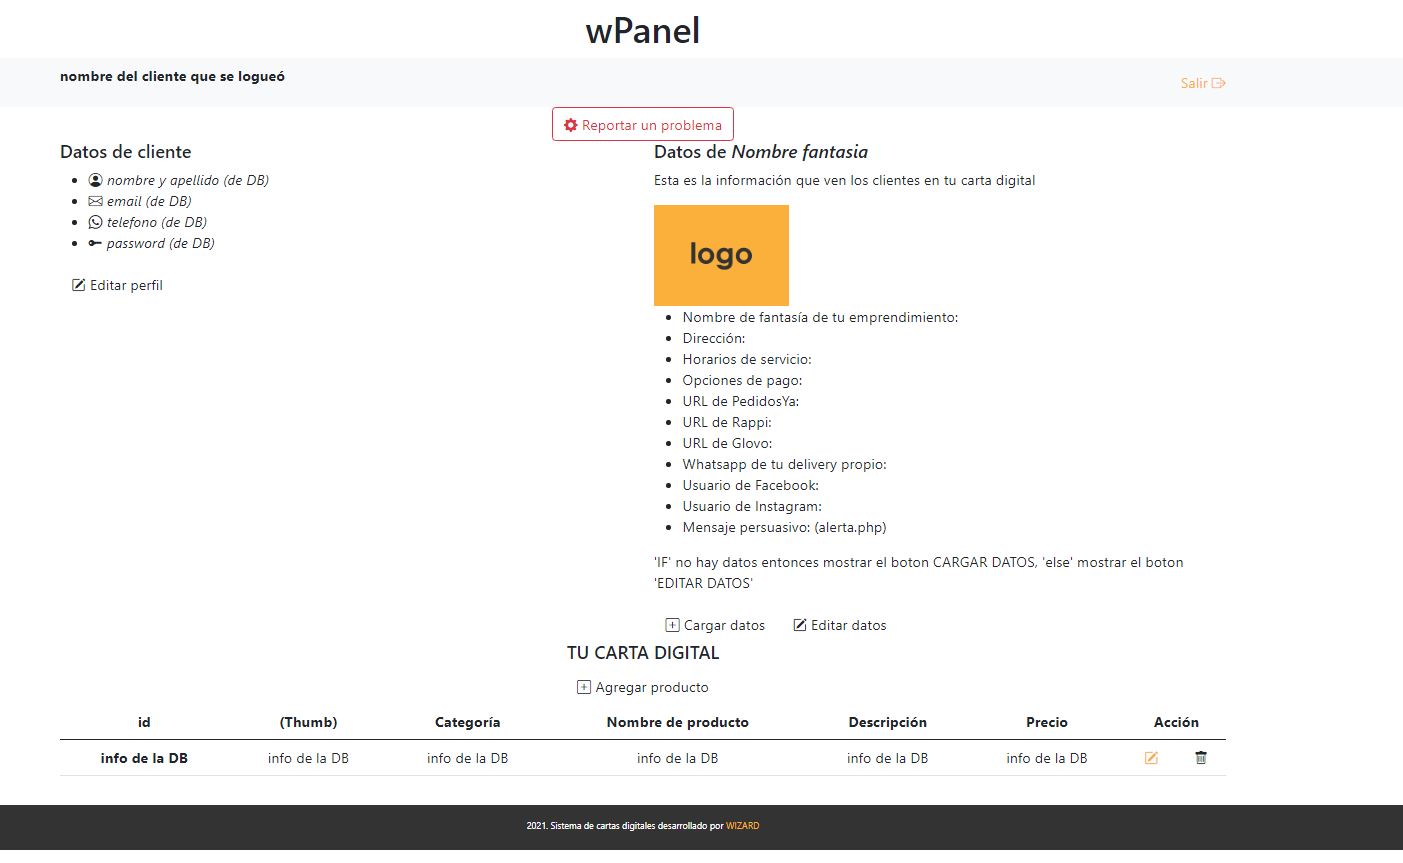 wPanel
nombre del cliente que se logueó
Salir
Reportar un problema
Datos de cliente
nombre y apellido (de DB)
email (de DB)
telefono (de DB)
password (de DB)
Editar perfil
Datos de Nombre fantasia
Esta es la información que ven los clientes en tu carta digital
logo
Nombre de fantasía de tu emprendimiento:
Dirección:
Horarios de servicio:
Opciones de pago:
URL de PedidosYa:
URL de Rappi:
URL de Glovo:
Whatsapp de tu delivery propio:
Usuario de Facebook:
Usuario de Instagram:
Mensaje persuasivo: (alerta.php)
'IF' no hay datos entonces mostrar el boton CARGAR DATOS, 'else' mostrar el boton
'EDITAR DATOS'
Cargar datos Editar datos
TU CARTA DIGITAL
Agregar producto
id (Thumb) Categoría Nombre de producto Descripción Precio Acción
info de la DB info de la DB info de la DB info de la DB info de la DB info de la DB
2021. Sistema de cartas digitales desarrollado por WIZARD